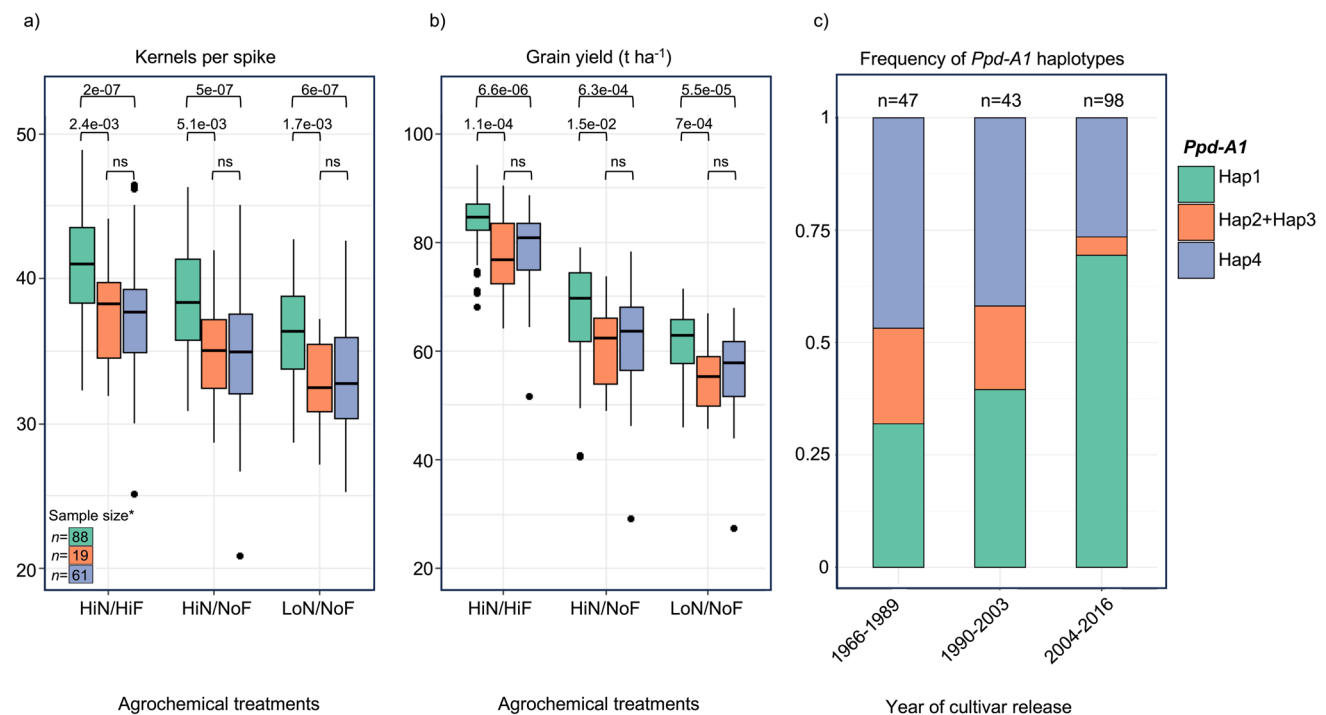 a)
Kernels per spike
2e-07
5e-07
6e-07
2.4e-03
5.1e-03
1.7e-03
ns
ns
ns
50
40
30
20
Sample size*
n= 88
n= 19
n= 61
HiN/HiF
HiN/NoF
LoN/NoF
Agrochemical treatments
b)
Grain yield (t ha-1)
6.6e-06
6.3e-04
5.5e-05
1.1e-04
1.5e-02
7e-04
ns
ns
ns
100
80
60
40
20
HiN/HiF
HiN/NoF
LoN/NoF
Agrochemical treatments
c)
Frequency of Ppd-A1 haplotypes
n=47
n=43
n=98
1
0.75
0.5
0.25
0
1966-1989
1990-2003
2004-2016
Year of cultivar release
Ppd-A1
Hap1
Hap2+Hap3
Hap4